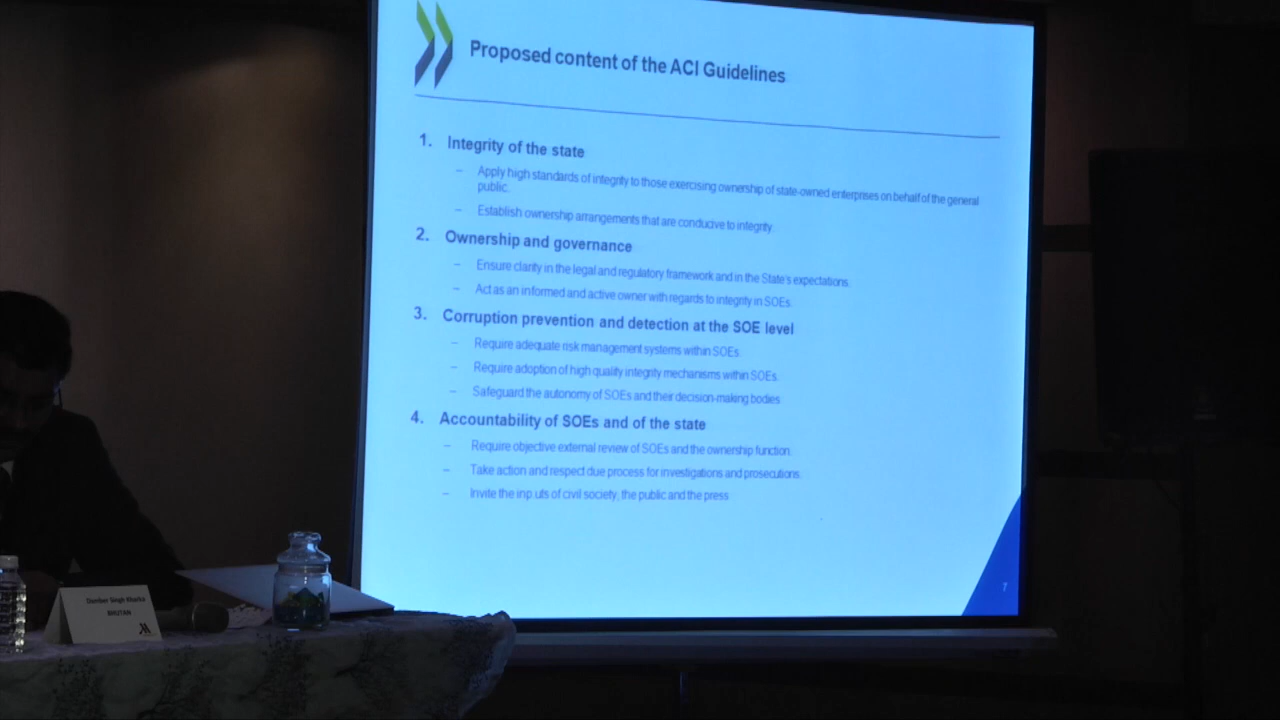 Proposed content of the ACI Guidelines
1. Integrity of the state
– Apply high standards of integrity to those exercising ownership of state-owned enterprises on behalf of the general
public.
– Establish ownership arrangements that are conducive to integrity.
2. Ownership and governance
– Ensure clarity in the legal and regulatory framework and in the State's expectations.
– Act as an informed and active owner with regards to integrity in SOEs.
3. Corruption prevention and detection at the SOE level
– Require adequate risk management systems within SOEs.
– Require adoption of high quality integrity mechanisms within SOEs.
– Safeguard the autonomy of SOEs and their decision-making bodies
4. Accountability of SOEs and of the state
– Require objective external review of SOEs and the ownership function.
– Take action and respect due process for investigations and prosecutions.
– Invite the inp uts of civil society, the public and the press
7
Singh
BHUTAN